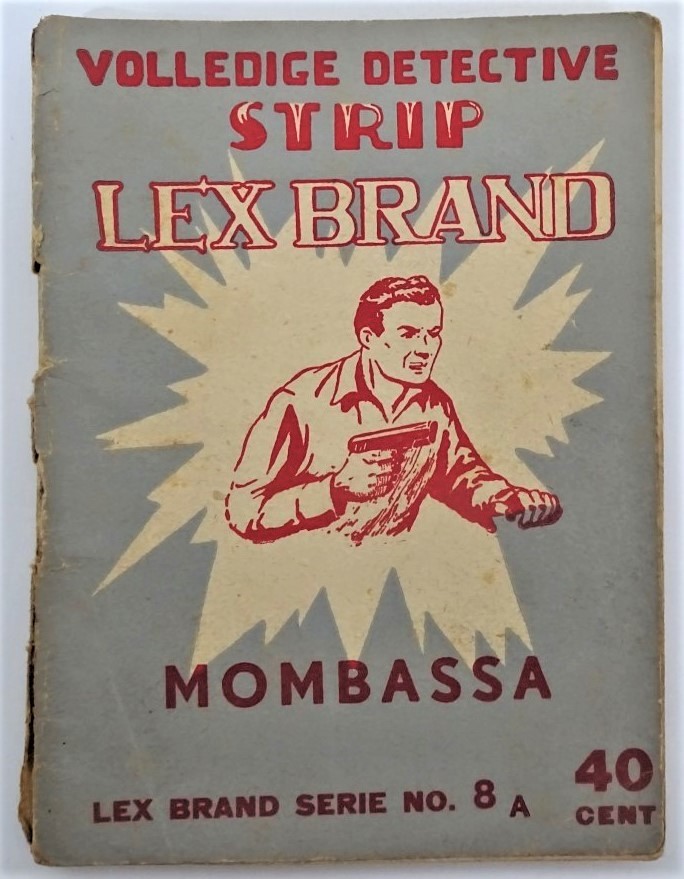 VOLLEDIGE DETECTIVE
STRIP
LEX BRAND
MOMBASSA
40
LEX BRAND SERIE NO. 8 A
CENT